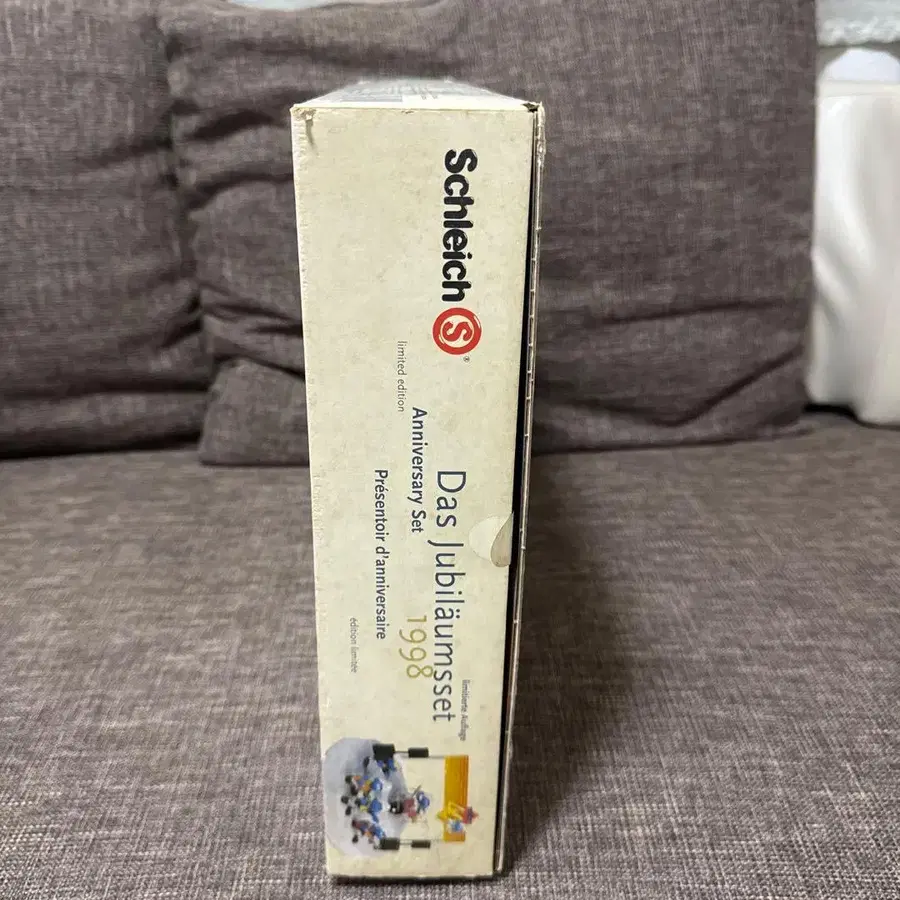 Schleich S®
limitierte Auflage
Das Jubiläumsset
1998
limited edition
Anniversary Set
Présentoir d'anniversaire
édition limitée